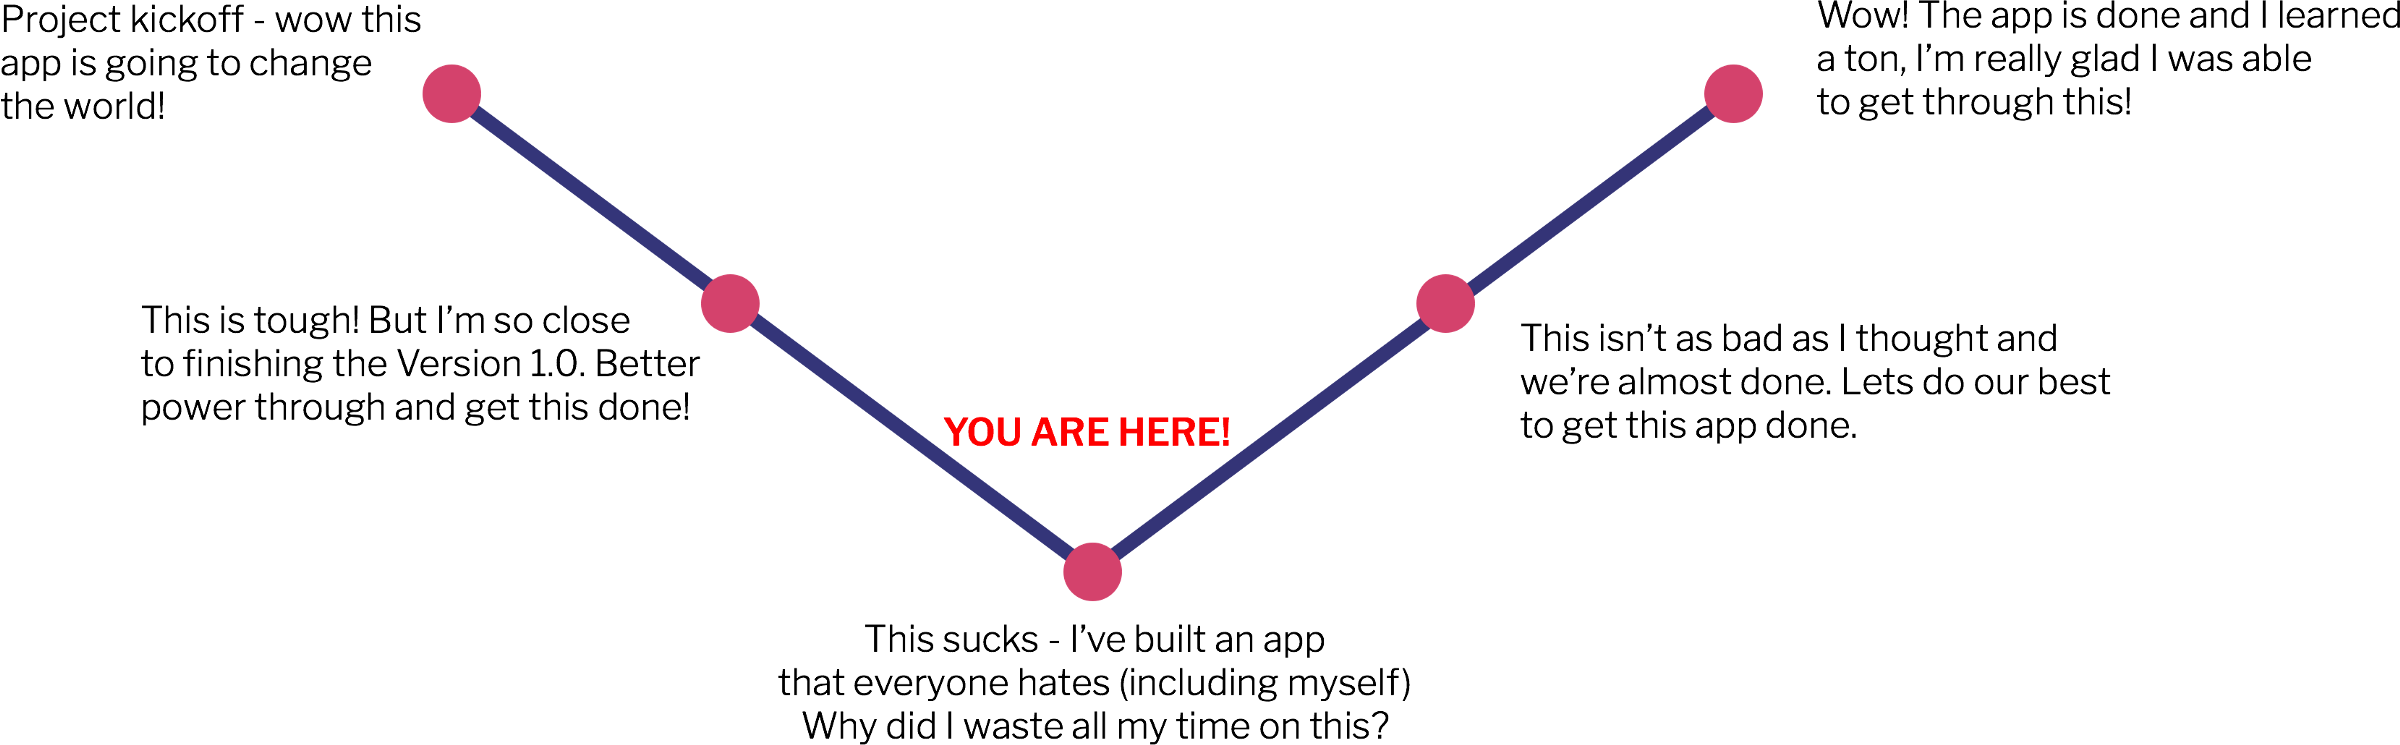 Project kickoff - wow this
app is going to change
the world!
This is tough! But I’m so close
to finishing the Version 1.0. Better
power through and get this done!
YOU ARE HERE!
This sucks - I’ve built an app
that everyone hates (including myself)
Why did I waste all my time on this?
This isn’t as bad as I thought and
we’re almost done. Lets do our best
to get this app done.
Wow! The app is done and I learned
a ton, I’m really glad I was able
to get through this!